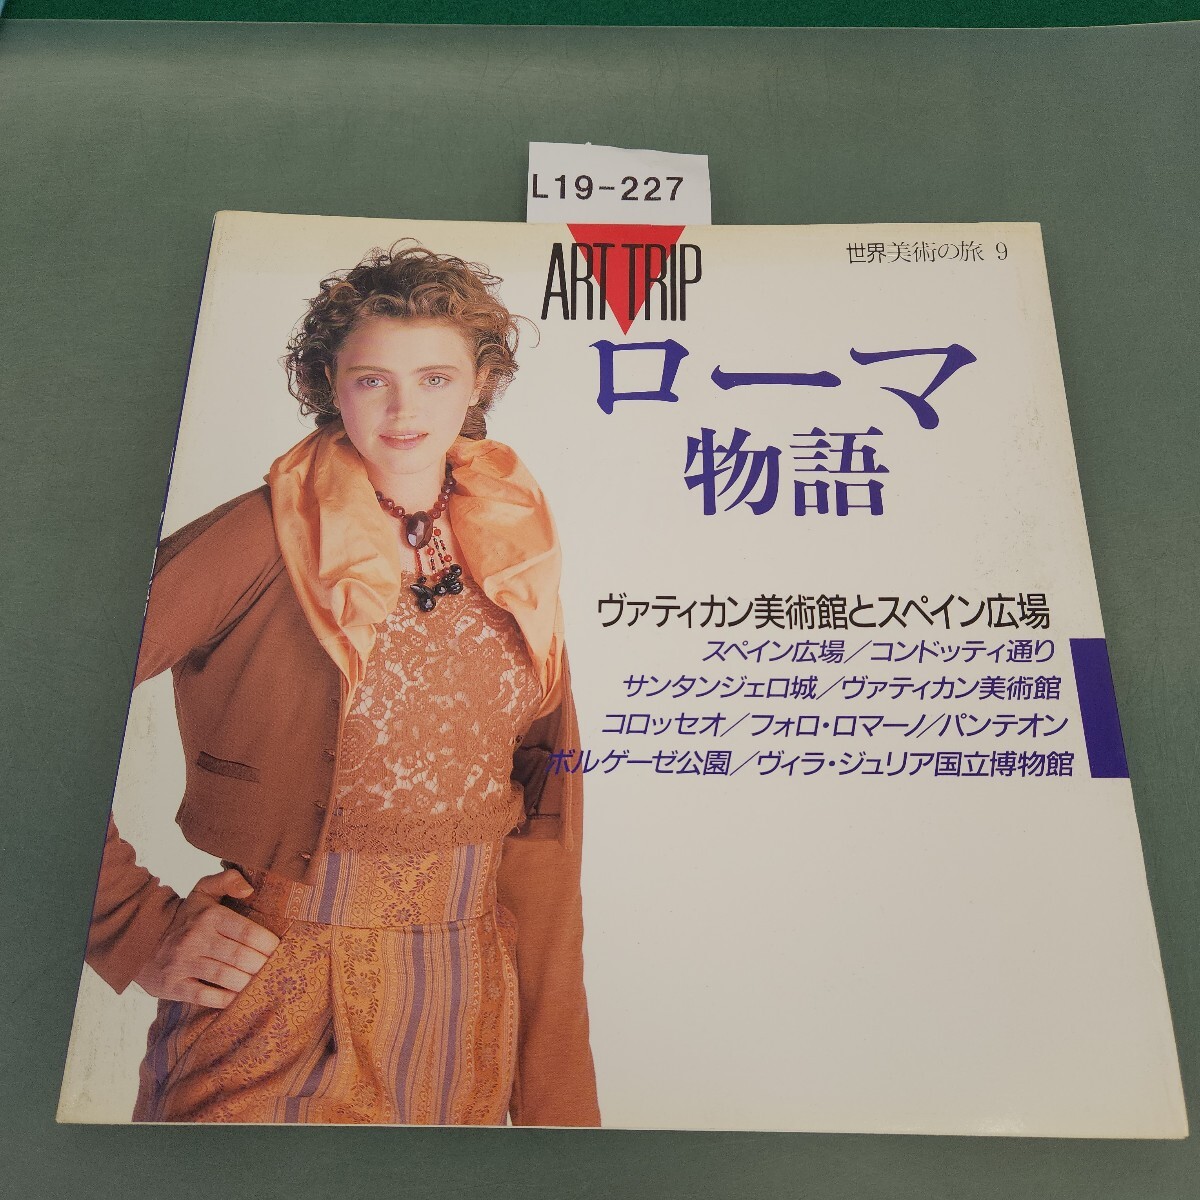 L19-227
ART TRIP
世界美術の旅 9
ローマ
物語
ヴァティカン美術館とスペイン広場
スペイン広場/コンドッティ通り
サンタンジェロ城/ヴァティカン美術館
コロッセオ/フォロ・ロマーノ/パンテオン
ボルゲーゼ公園/ヴィラ・ジュリア国立博物館